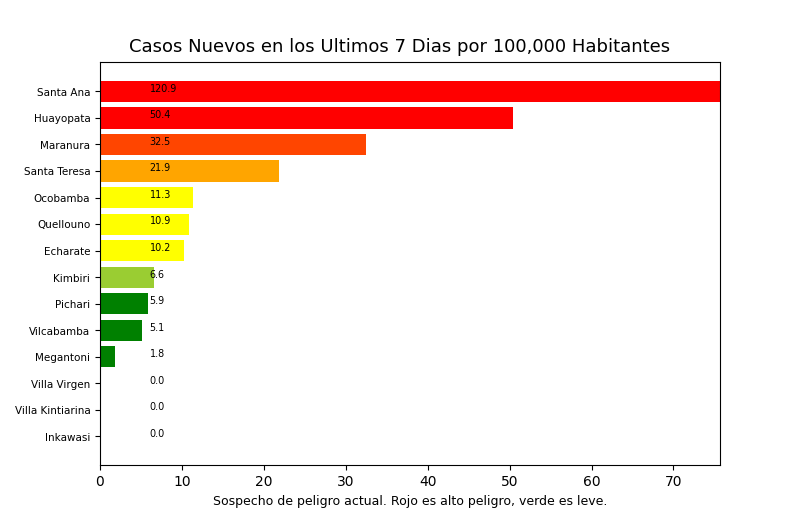 Casos Nuevos en los Ultimos 7 Dias por 100,000 Habitantes
Santa Ana 120.9
Huayopata 50.4
Maranura 32.5
Santa Teresa 21.9
Ocobamba 11.3
Quellouno 10.9
Echarate 10.2
Kimbiri 6.6
Pichari 5.9
Vilcabamba 5.1
Megantoni 1.8
Villa Virgen 0.0
Villa Kintiarina 0.0
Inkawasi 0.0
0 10 20 30 40 50 60 70
Sospecho de peligro actual. Rojo es alto peligro, verde es leve.